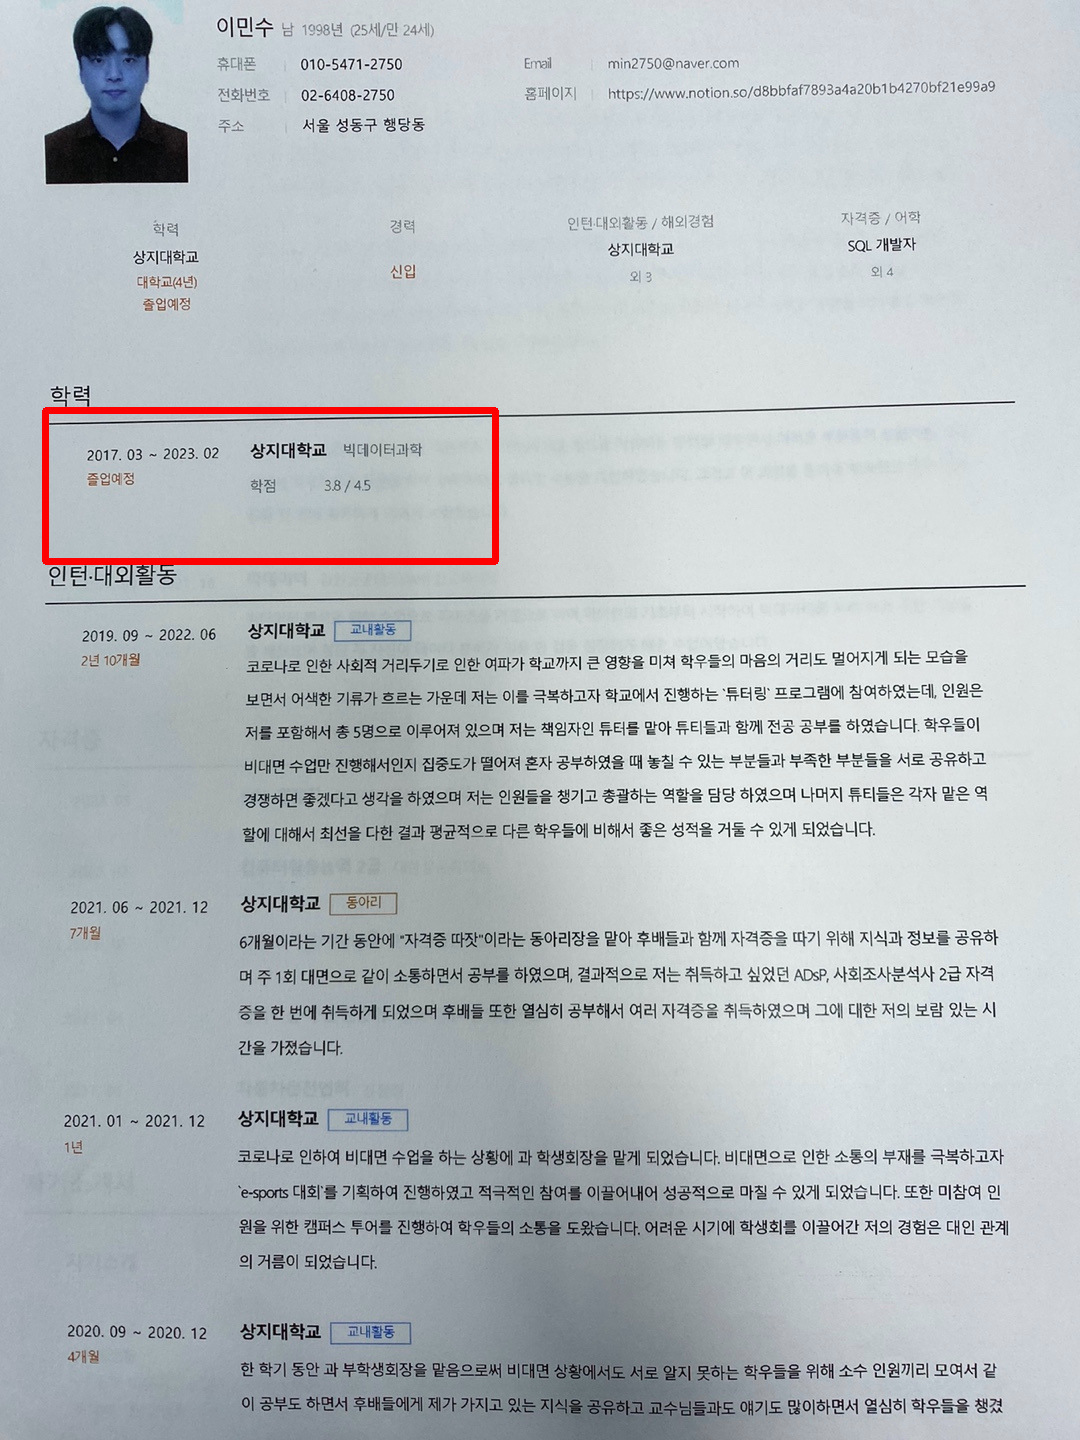 이민수 남 1998년 (25세/만 24세)
휴대폰 010-5471-2750 Email min2750@naver.com
전화번호 02-6408-2750 홈페이지 https://www.notion.so/d8bbfaf7893a4a20b1b4270bf21e99a9
주소 서울 성동구 행당동
학력 경력 인턴·대외활동 / 해외경험 자격증 / 어학
상지대학교 신입 상지대학교 SQL 개발자
대학교(4년) 외 3 외 4
졸업예정
학력
2017. 03 ~ 2023. 02 상지대학교 빅데이터과학
졸업예정 학점 3.8 / 4.5
인턴·대외활동
2019. 09 ~ 2022. 06 상지대학교 교내활동
2년 10개월
코로나로 인한 사회적 거리두기로 인한 여파가 학교까지 큰 영향을 미쳐 학우들의 마음의 거리도 멀어지게 되는 모습을
보면서 어색한 기류가 흐르는 가운데 저는 이를 극복하고자 학교에서 진행하는 `튜터링` 프로그램에 참여하였는데, 인원은
저를 포함해서 총 5명으로 이루어져 있으며 저는 책임자인 튜터를 맡아 튜티들과 함께 전공 공부를 하였습니다. 학우들이
비대면 수업만 진행해서인지 집중도가 떨어져 혼자 공부하였을 때 놓칠 수 있는 부분들과 부족한 부분들을 서로 공유하고
경쟁하면 좋겠다고 생각을 하였으며 저는 인원들을 챙기고 총괄하는 역할을 담당 하였으며 나머지 튜티들은 각자 맡은 역
할에 대해서 최선을 다한 결과 평균적으로 다른 학우들에 비해서 좋은 성적을 거둘 수 있게 되었습니다.
2021. 06 ~ 2021. 12 상지대학교 동아리
7개월
6개월이라는 기간 동안에 "자격증 따잣"이라는 동아리장을 맡아 후배들과 함께 자격증을 따기 위해 지식과 정보를 공유하
며 주 1회 대면으로 같이 소통하면서 공부를 하였으며, 결과적으로 저는 취득하고 싶었던 ADsP, 사회조사분석사 2급 자격
증을 한 번에 취득하게 되었으며 후배들 또한 열심히 공부해서 여러 자격증을 취득하였으며 그에 대한 저의 보람 있는 시
간을 가졌습니다.
2021. 01 ~ 2021. 12 상지대학교 교내활동
1년
코로나로 인하여 비대면 수업을 하는 상황에 과 학생회장을 맡게 되었습니다. 비대면으로 인한 소통의 부재를 극복하고자
`e-sports 대회`를 기획하여 진행하였고 적극적인 참여를 이끌어내어 성공적으로 마칠 수 있게 되었습니다. 또한 미참여 인
원을 위한 캠퍼스 투어를 진행하여 학우들의 소통을 도왔습니다. 어려운 시기에 학생회를 이끌어간 저의 경험은 대인 관계
의 거름이 되었습니다.
2020. 09 ~ 2020. 12 상지대학교 교내활동
4개월
한 학기 동안 과 부학생회장을 맡음으로써 비대면 상황에서도 서로 알지 못하는 학우들을 위해 소수 인원끼리 모여서 같
이 공부도 하면서 후배들에게 제가 가지고 있는 지식을 공유하고 교수님들과도 얘기도 많이하면서 열심히 학우들을 챙겼